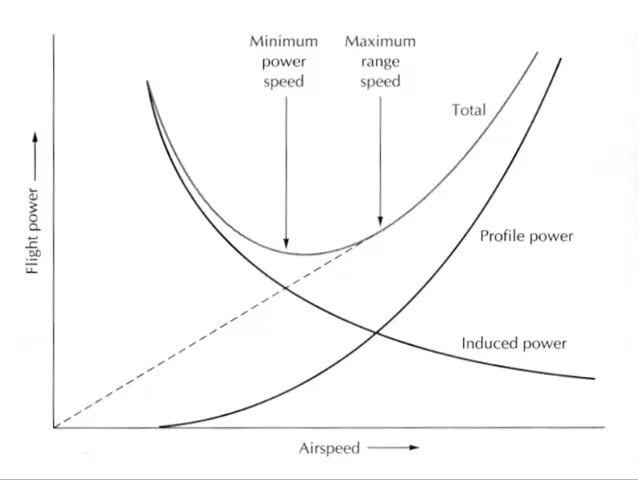 Minimum
power
speed
Maximum
range
speed
Total
Flight power
Profile power
Induced power
Airspeed